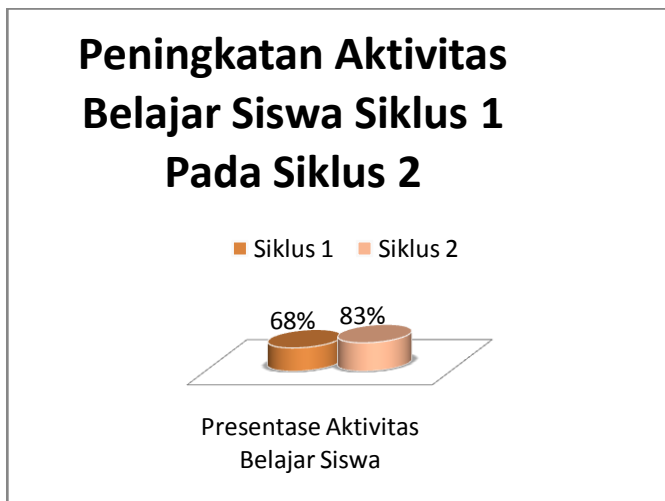 Peningkatan Aktivitas
Belajar Siswa Siklus 1
Pada Siklus 2
Siklus 1 Siklus 2
68% 83%
Presentase Aktivitas
Belajar Siswa